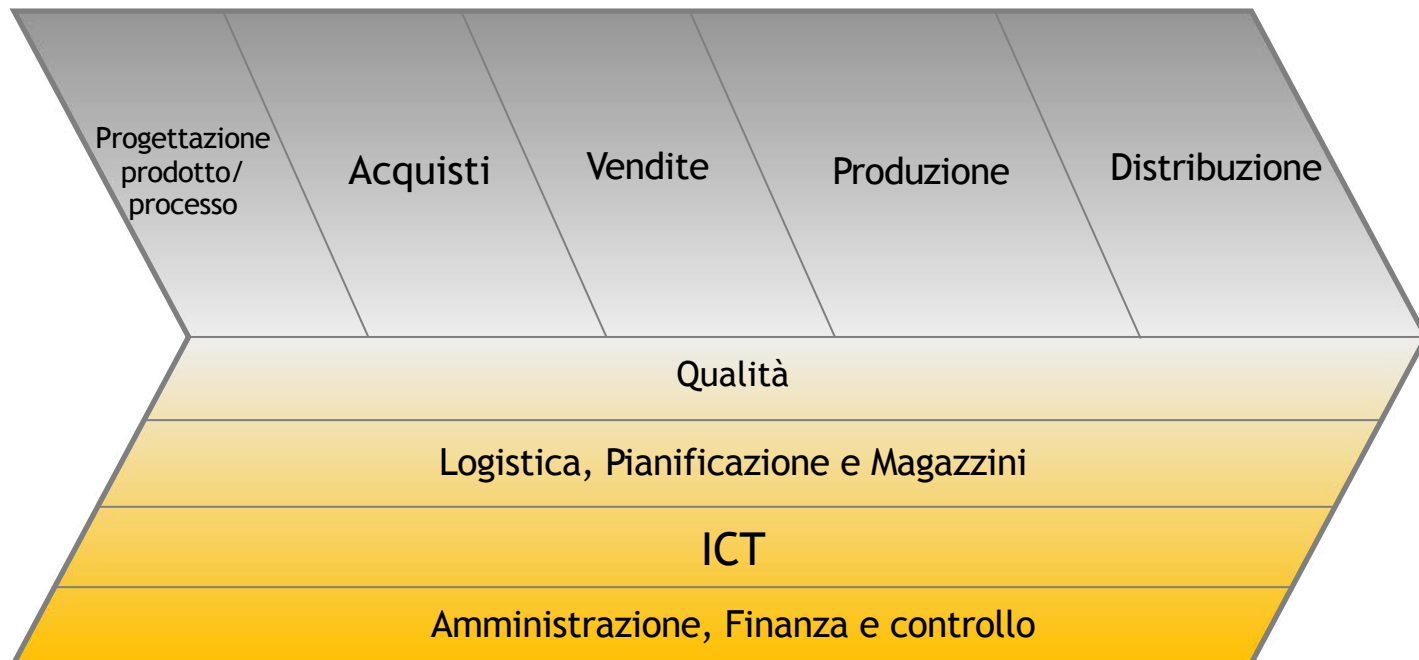 Progettazione
prodotto/
processo
Acquisti
Vendite
Produzione
Distribuzione
Qualità
Logistica, Pianificazione e Magazzini
ICT
Amministrazione, Finanza e controllo